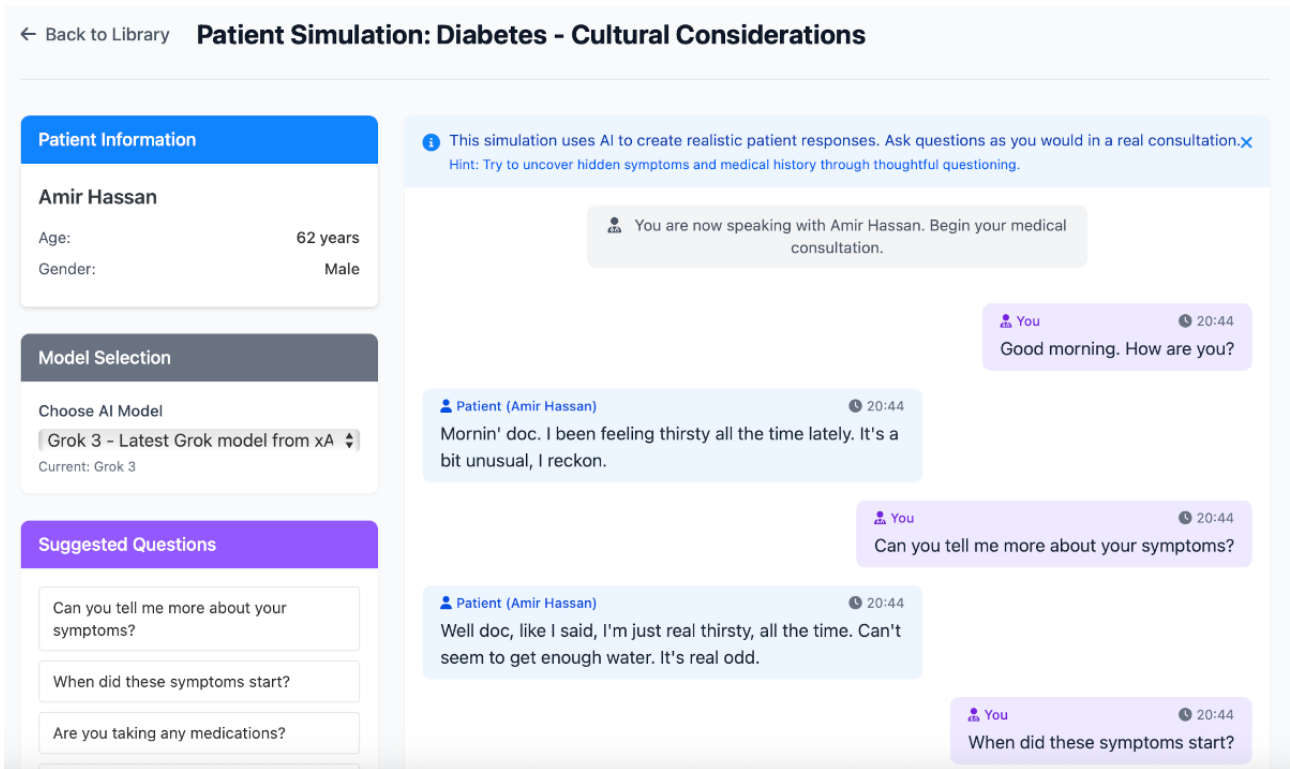 ← Back to Library
Patient Simulation: Diabetes - Cultural Considerations
Patient Information
Amir Hassan
Age: 62 years
Gender: Male
Model Selection
Choose AI Model
Grok 3 - Latest Grok model from xA
Current: Grok 3
Suggested Questions
Can you tell me more about your
symptoms?
When did these symptoms start?
Are you taking any medications?
This simulation uses AI to create realistic patient responses. Ask questions as you would in a real consultation.
Hint: Try to uncover hidden symptoms and medical history through thoughtful questioning.
You are now speaking with Amir Hassan. Begin your medical
consultation.
You 20:44
Good morning. How are you?
Patient (Amir Hassan) 20:44
Mornin' doc. I been feeling thirsty all the time lately. It's a
bit unusual, I reckon.
You 20:44
Can you tell me more about your symptoms?
Patient (Amir Hassan) 20:44
Well doc, like I said, I'm just real thirsty, all the time. Can't
seem to get enough water. It's real odd.
You 20:44
When did these symptoms start?